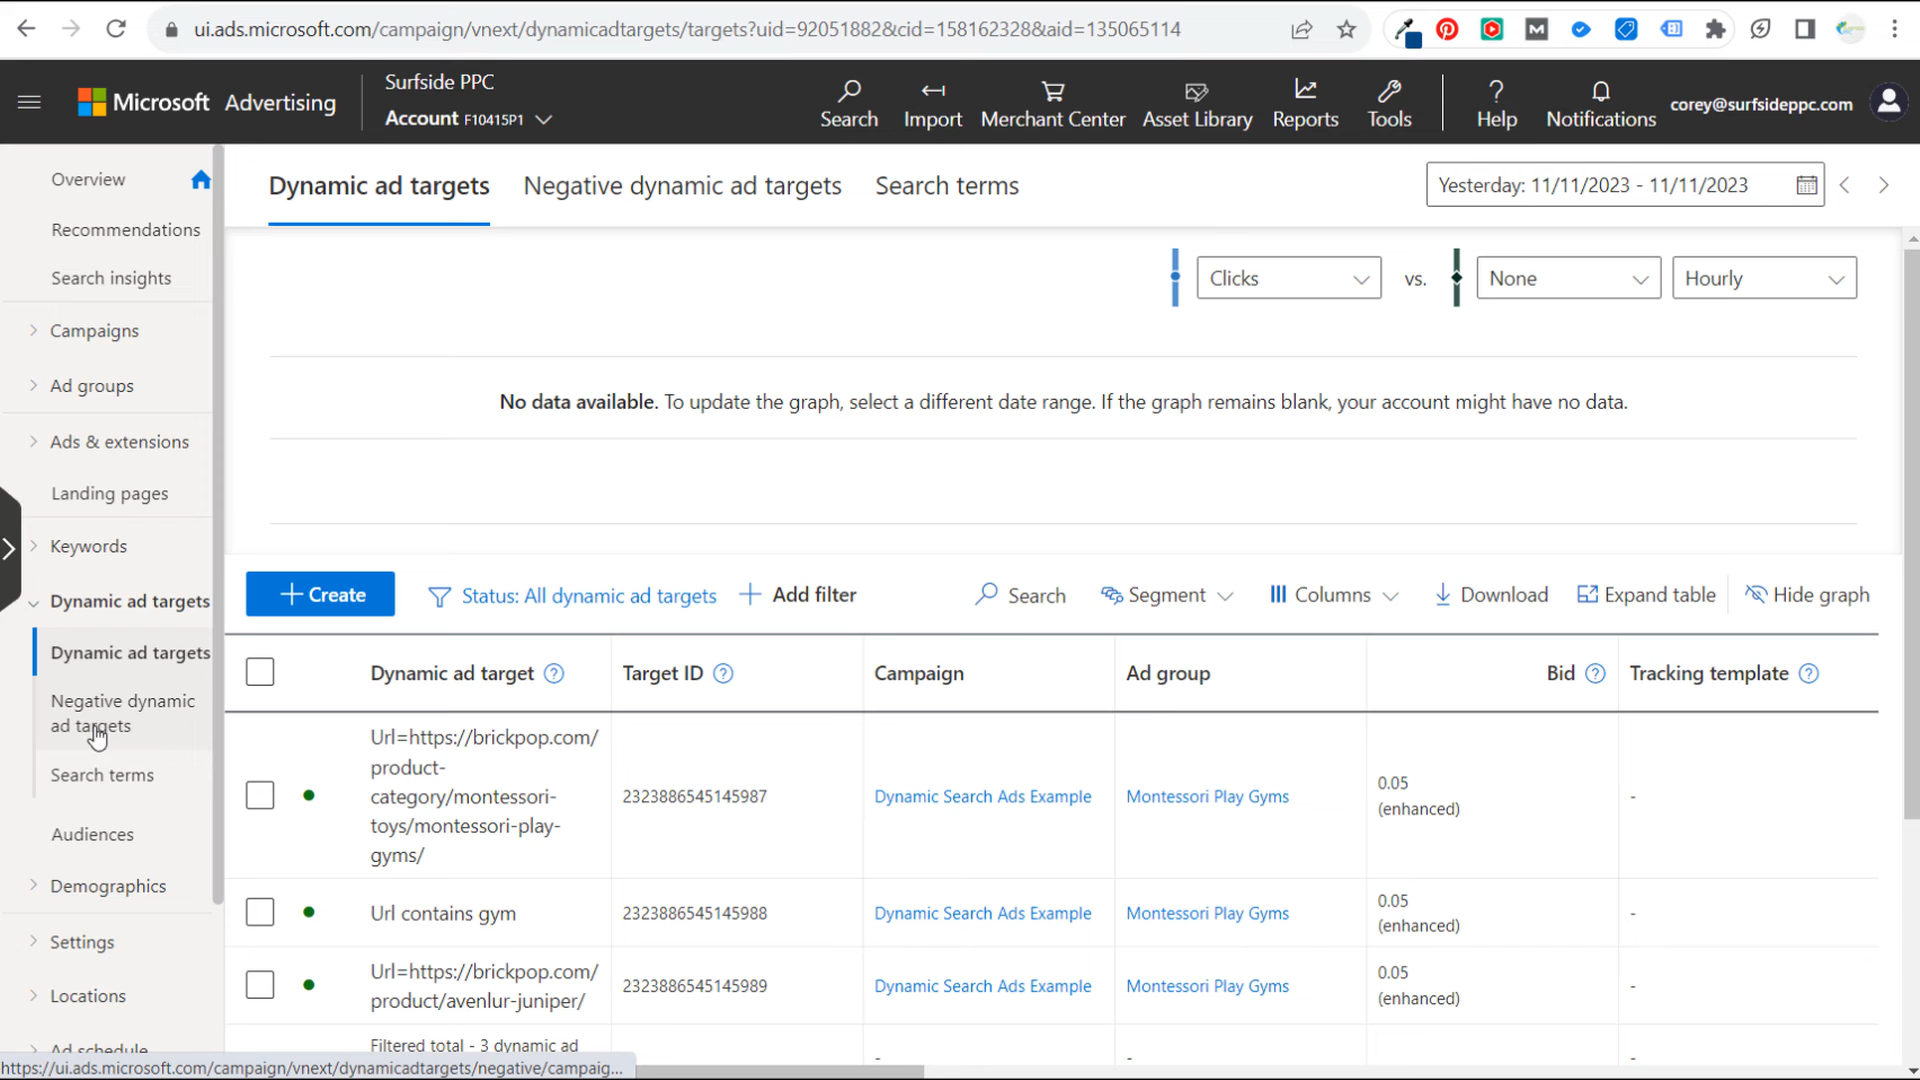 ui.ads.microsoft.com/campaign/vnext/dynamicadtargets/targets?uid=92051882&cid=158162328&aid=135065114
Microsoft Advertising
Surfside PPC
Account F10415P1
Search
Import
Merchant Center
Asset Library
Reports
Tools
Help
Notifications
corey@surfsideppc.com
Overview
Recommendations
Search insights
Campaigns
Ad groups
Ads & extensions
Landing pages
Keywords
Dynamic ad targets
Dynamic ad targets
Negative dynamic
ad targets
Search terms
Audiences
Demographics
Settings
Locations
Ad schedule
Dynamic ad targets
Negative dynamic ad targets
Search terms
Yesterday: 11/11/2023 - 11/11/2023
Clicks
vs.
None
Hourly
No data available. To update the graph, select a different date range. If the graph remains blank, your account might have no data.
+ Create
Status: All dynamic ad targets
+ Add filter
Search
Segment
Columns
Download
Expand table
Hide graph
Dynamic ad target ?
Target ID ?
Campaign
Ad group
Bid ?
Tracking template ?
Url=https://brickpop.com/
product-
category/montessori-
toys/montessori-play-
gyms/
2323886545145987
Dynamic Search Ads Example
Montessori Play Gyms
0.05
(enhanced)
-
Url contains gym
2323886545145988
Dynamic Search Ads Example
Montessori Play Gyms
0.05
(enhanced)
-
Url=https://brickpop.com/
product/avenlur-juniper/
2323886545145989
Dynamic Search Ads Example
Montessori Play Gyms
0.05
(enhanced)
-
Filtered total - 3 dynamic ad
-
-
-
https://ui.ads.microsoft.com/campaign/vnext/dynamicadtargets/negative/campaig...